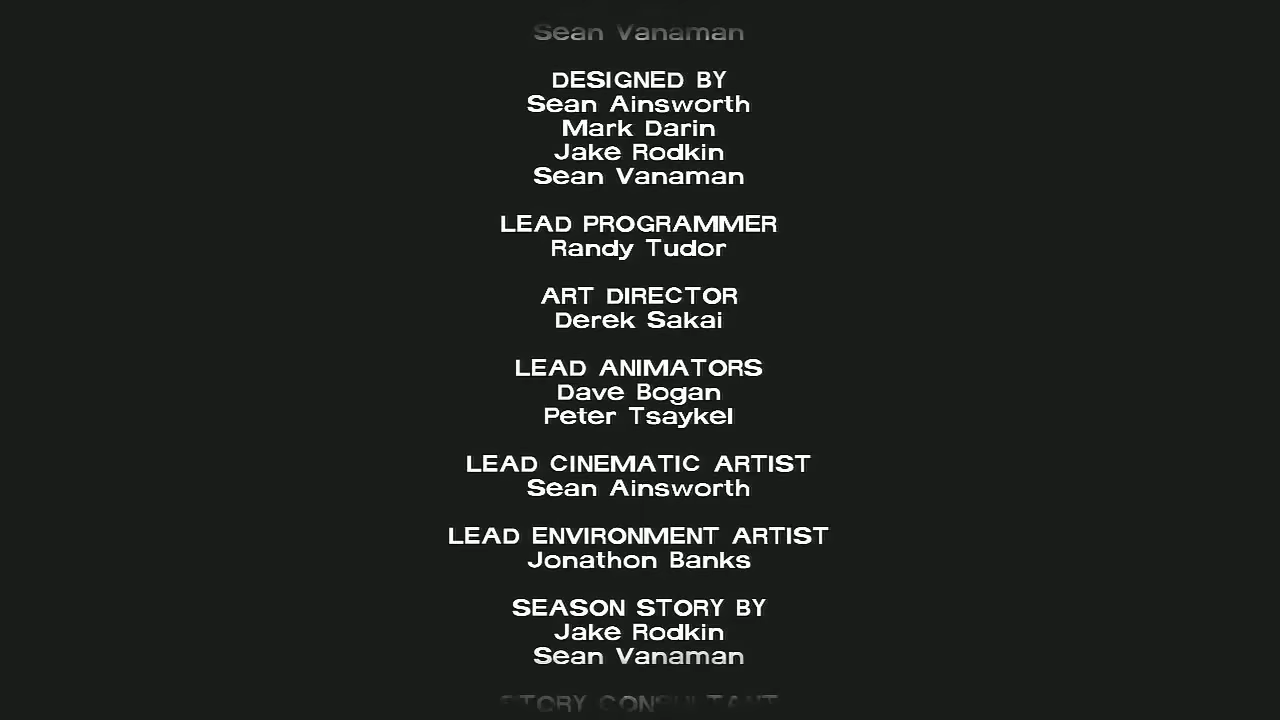 Sean Vanaman
DESIGNED BY
Sean Ainsworth
Mark Darin
Jake Rodkin
Sean Vanaman
LEAD PROGRAMMER
Randy Tudor
ART DIRECTOR
Derek Sakai
LEAD ANIMATORS
Dave Bogan
Peter Tsaykel
LEAD CINEMATIC ARTIST
Sean Ainsworth
LEAD ENVIRONMENT ARTIST
Jonathon Banks
SEASON STORY BY
Jake Rodkin
Sean Vanaman
STORY CONSULTANT